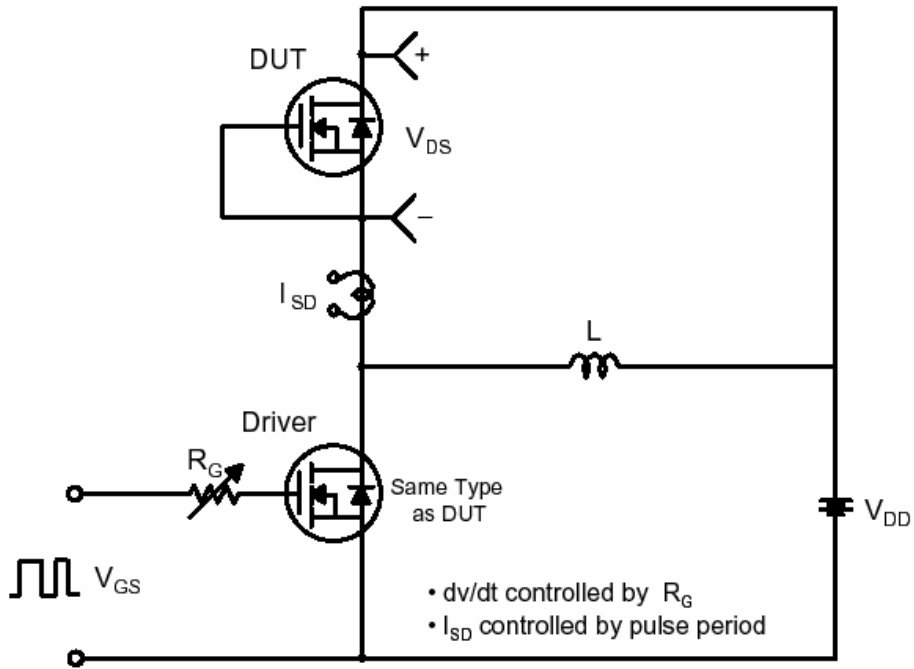 DUT
+
V_DS
–
I_SD
L
Driver
R_G
Same Type
as DUT
V_DD
V_GS
• dv/dt controlled by R_G
• I_SD controlled by pulse period